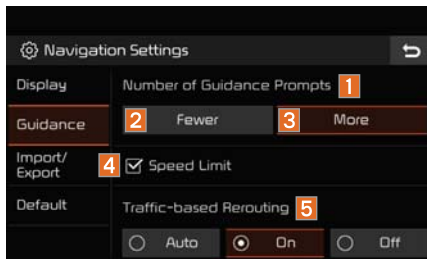 Navigation Settings
Display
Number of Guidance Prompts 1
Guidance
2 Fewer
3 More
Import/
Export
4 Speed Limit
Default
Traffic-based Rerouting 5
Auto
On
Off